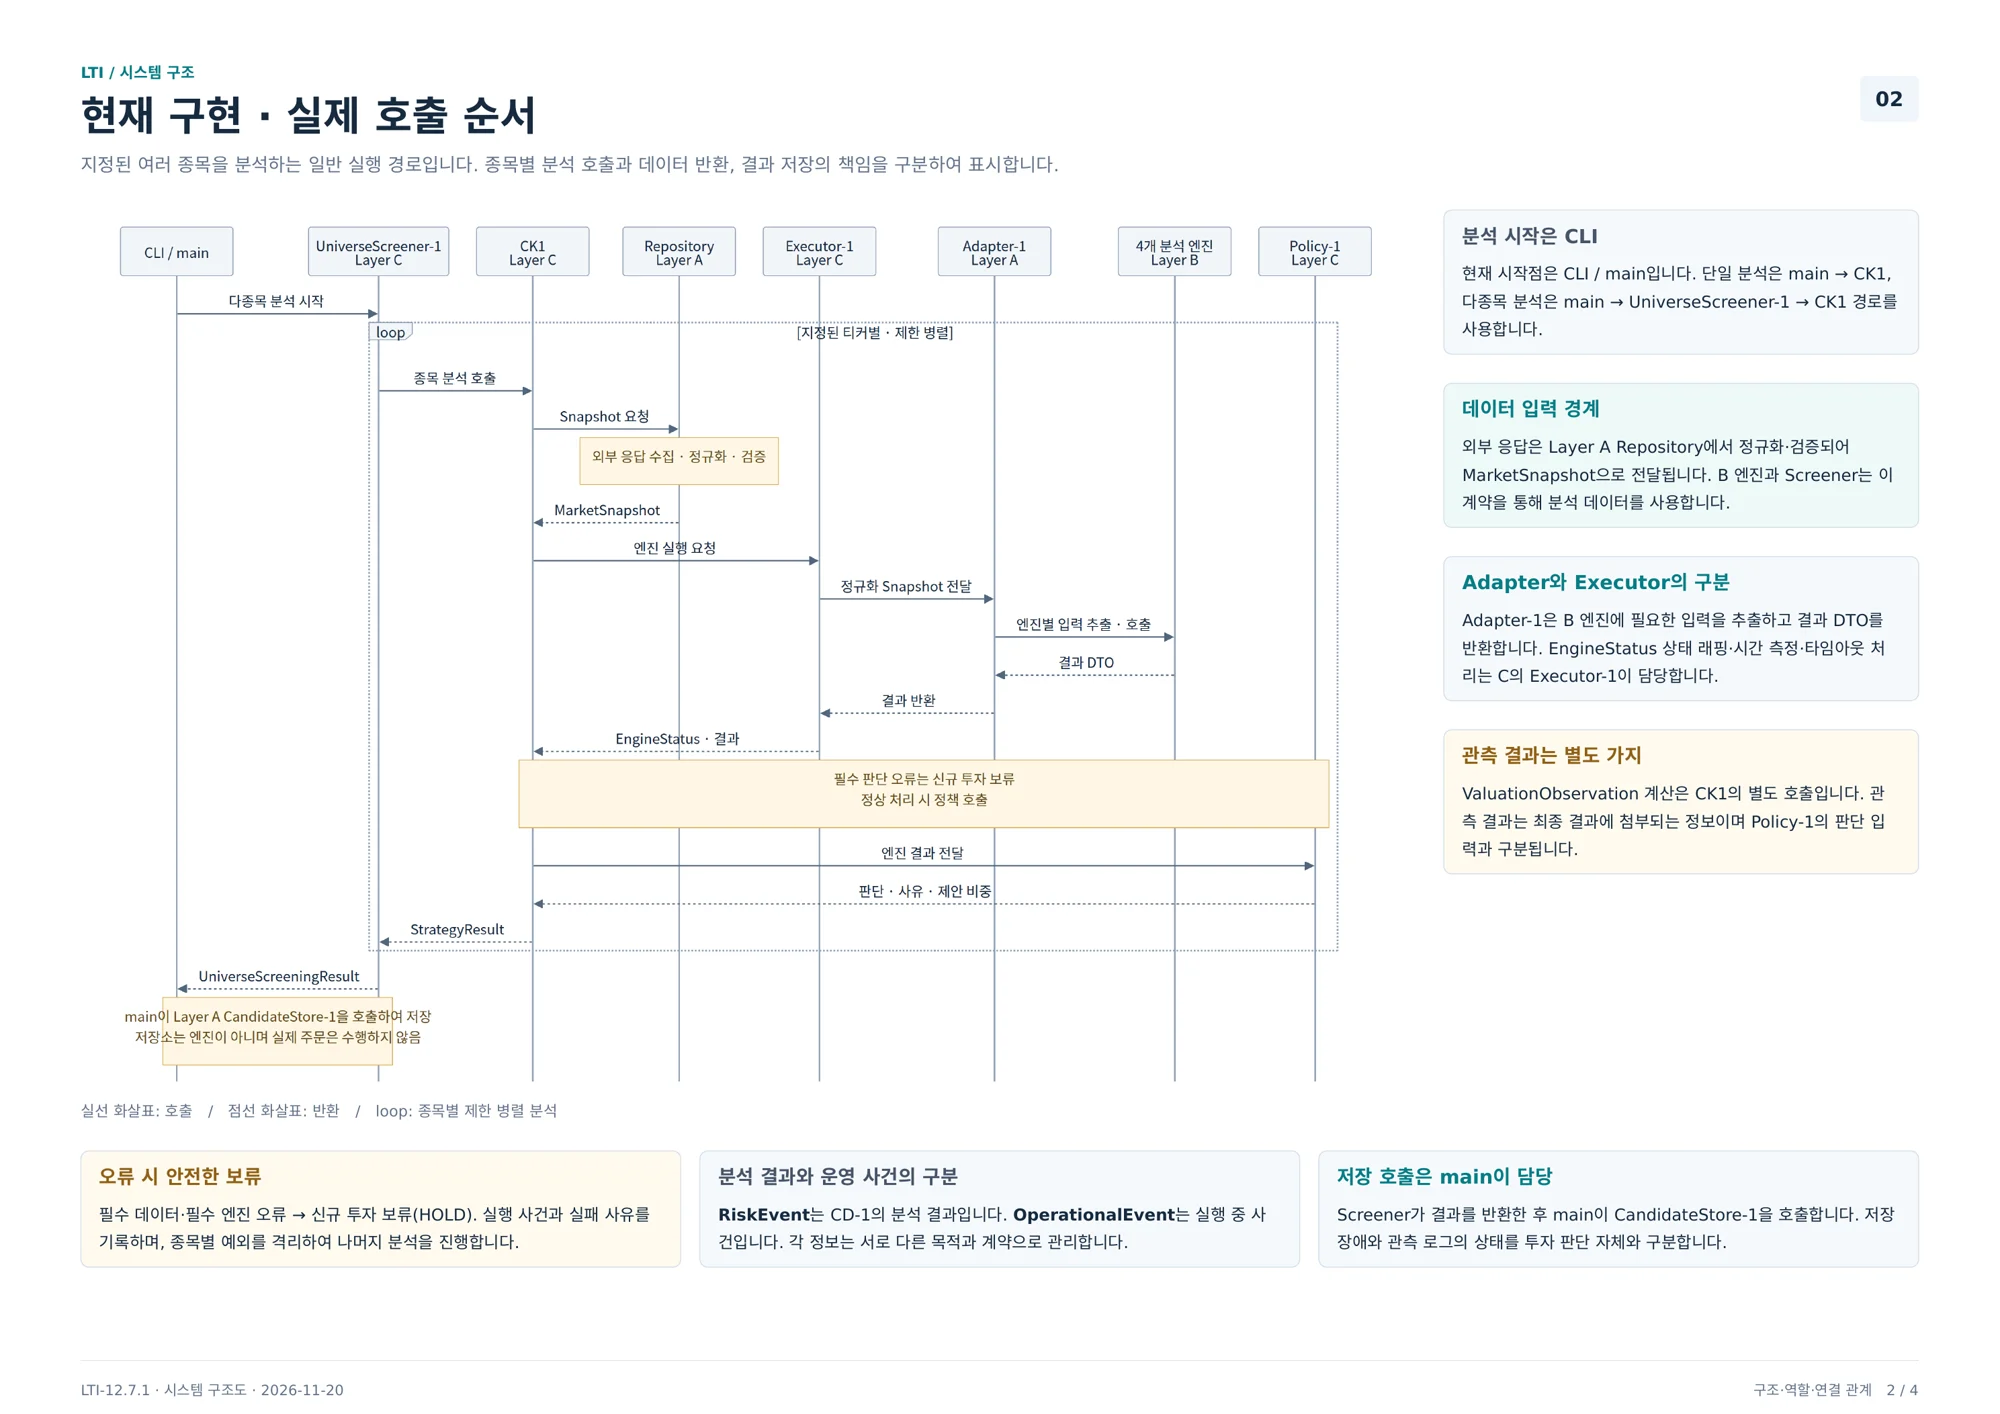 LTI / 시스템 구조
현재 구현 · 실제 호출 순서
02
지정된 여러 종목을 분석하는 일반 실행 경로입니다. 종목별 분석 호출과 데이터 반환, 결과 저장의 책임을 구분하여 표시합니다.
CLI / main
UniverseScreener-1
Layer C
CK1
Layer C
Repository
Layer A
Executor-1
Layer C
Adapter-1
Layer A
4개 분석 엔진
Layer B
Policy-1
Layer C
다종목 분석 시작
loop
[지정된 티커별 · 제한 병렬]
종목 분석 호출
Snapshot 요청
외부 응답 수집 · 정규화 · 검증
MarketSnapshot
엔진 실행 요청
정규화 Snapshot 전달
엔진별 입력 추출 · 호출
결과 DTO
결과 반환
EngineStatus · 결과
필수 판단 오류는 신규 투자 보류
정상 처리 시 정책 호출
엔진 결과 전달
판단 · 사유 · 제안 비중
StrategyResult
UniverseScreeningResult
main이 Layer A CandidateStore-1을 호출하여 저장
저장소는 엔진이 아니며 실제 주문은 수행하지 않음
실선 화살표: 호출 / 점선 화살표: 반환 / loop: 종목별 제한 병렬 분석
분석 시작은 CLI
현재 시작점은 CLI / main입니다. 단일 분석은 main → CK1,
다종목 분석은 main → UniverseScreener-1 → CK1 경로를
사용합니다.
데이터 입력 경계
외부 응답은 Layer A Repository에서 정규화·검증되어
MarketSnapshot으로 전달됩니다. B 엔진과 Screener는 이
계약을 통해 분석 데이터를 사용합니다.
Adapter와 Executor의 구분
Adapter-1은 B 엔진에 필요한 입력을 추출하고 결과 DTO를
반환합니다. EngineStatus 상태 래핑·시간 측정·타임아웃 처
리는 C의 Executor-1이 담당합니다.
관측 결과는 별도 가지
ValuationObservation 계산은 CK1의 별도 호출입니다. 관
측 결과는 최종 결과에 첨부되는 정보이며 Policy-1의 판단 입
력과 구분됩니다.
오류 시 안전한 보류
필수 데이터·필수 엔진 오류 → 신규 투자 보류(HOLD). 실행 사건과 실패 사유를
기록하며, 종목별 예외를 격리하여 나머지 분석을 진행합니다.
분석 결과와 운영 사건의 구분
RiskEvent는 CD-1의 분석 결과입니다. OperationalEvent는 실행 중 사
건입니다. 각 정보는 서로 다른 목적과 계약으로 관리합니다.
저장 호출은 main이 담당
Screener가 결과를 반환한 후 main이 CandidateStore-1을 호출합니다. 저장
장애와 관측 로그의 상태를 투자 판단 자체와 구분합니다.
LTI-12.7.1 · 시스템 구조도 · 2026-11-20
구조·역할·연결 관계 2 / 4